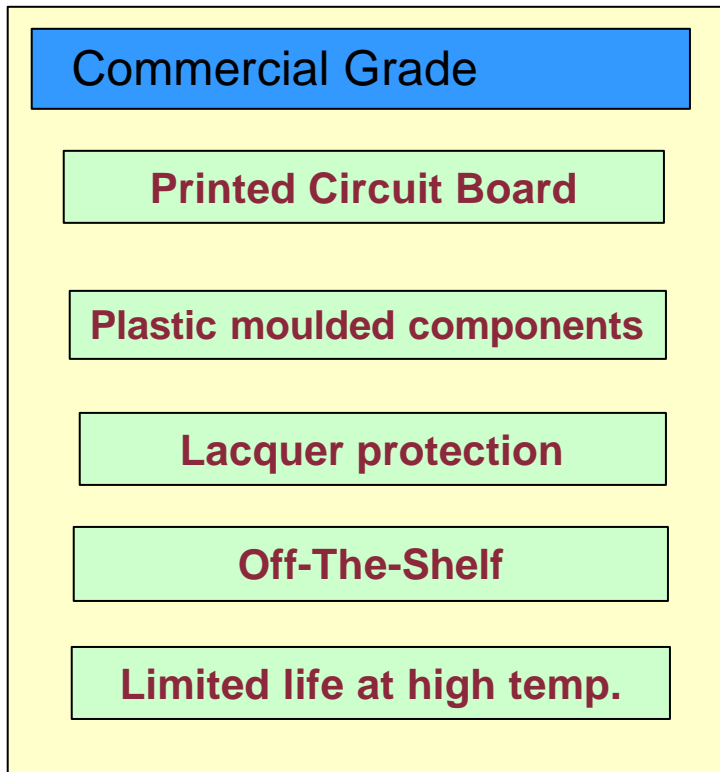 Commercial Grade
Printed Circuit Board
Plastic moulded components
Lacquer protection
Off-The-Shelf
Limited life at high temp.